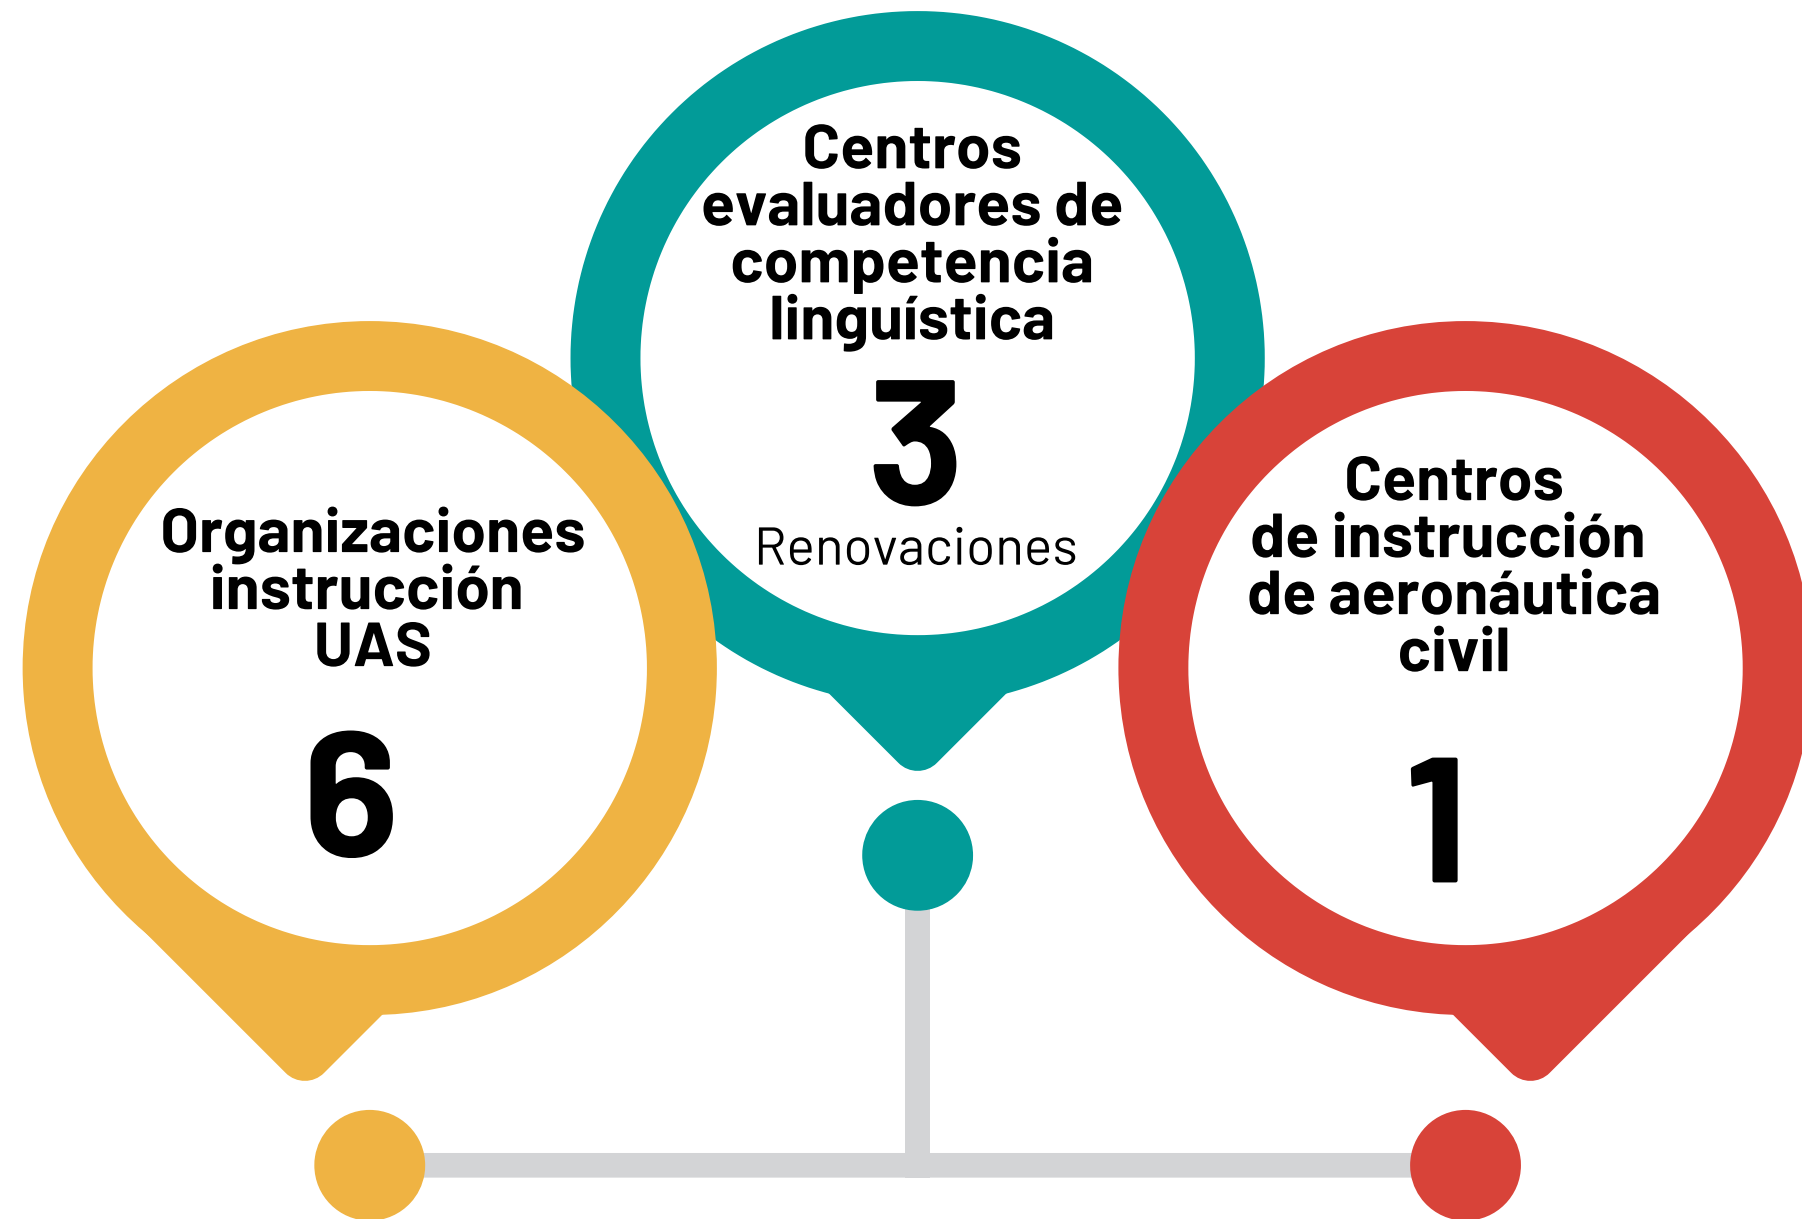 Organizaciones
instrucción
UAS
6
Centros
evaluadores de
competencia
linguística
3
Renovaciones
Centros
de instrucción
de aeronáutica
civil
1